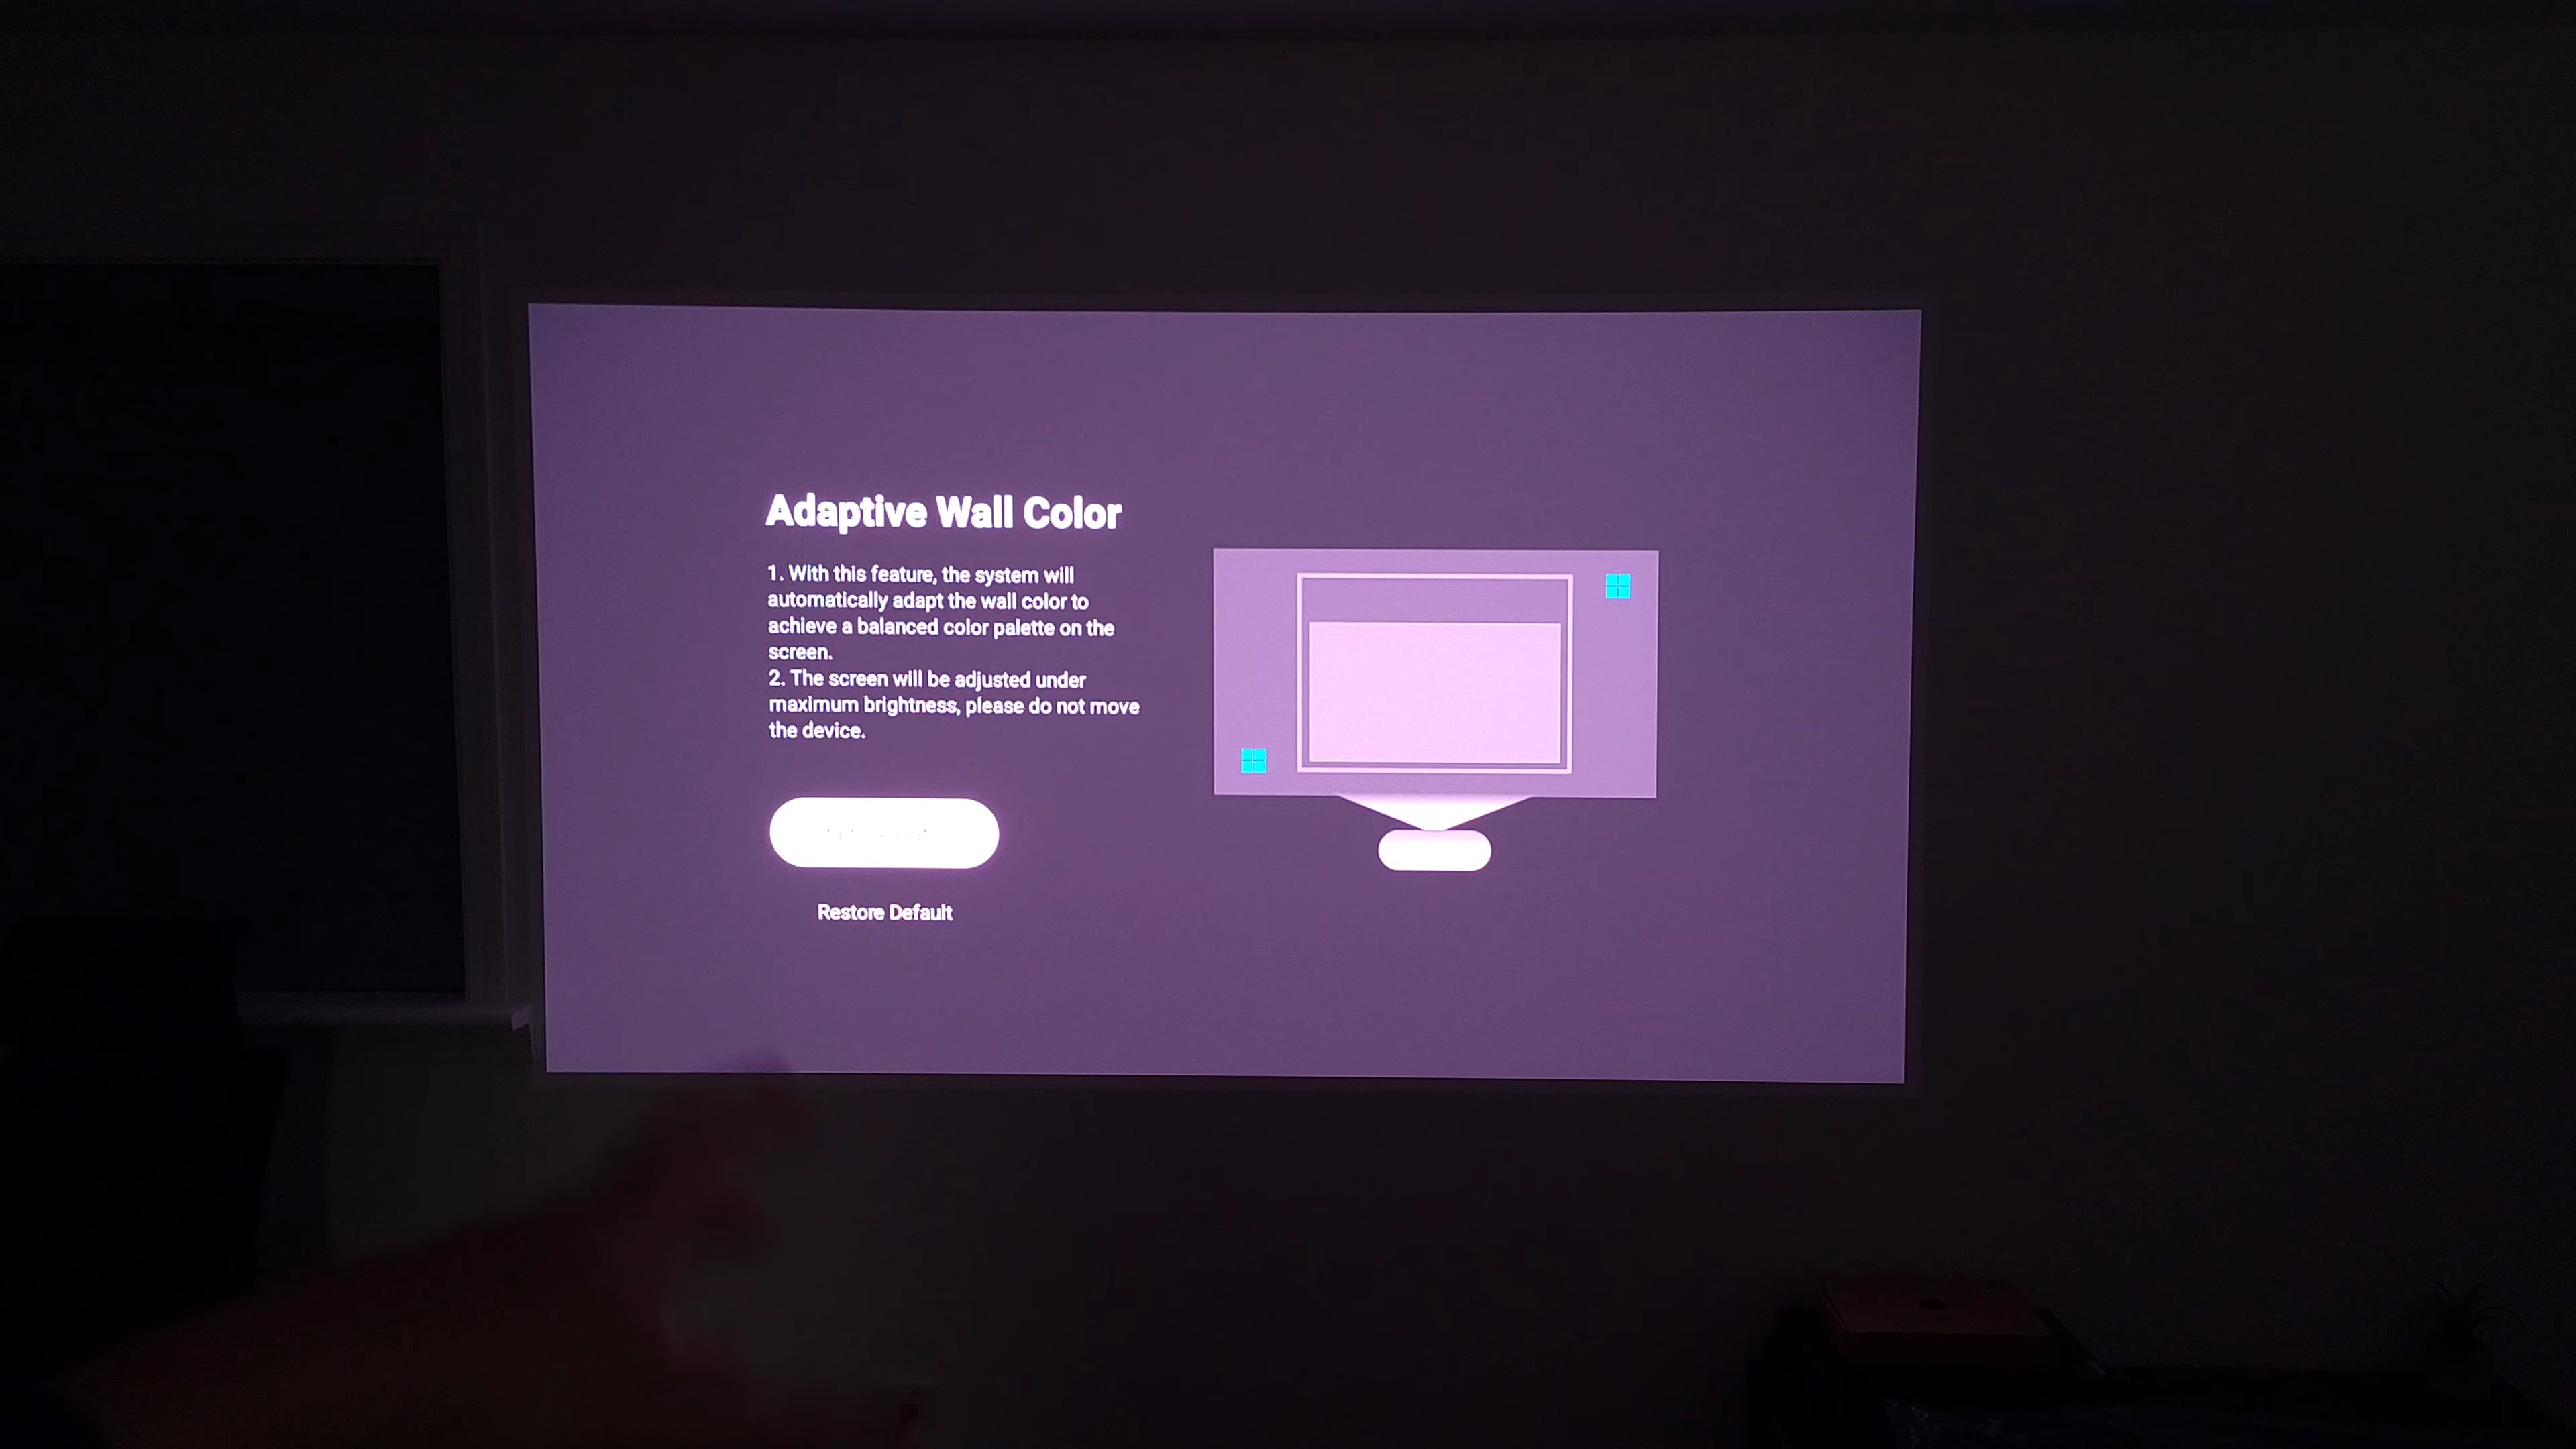 Adaptive Wall Color
1. With this feature, the system will
automatically adapt the wall color to
achieve a balanced color palette on the
screen.
2. The screen will be adjusted under
maximum brightness, please do not move
the device.
Restore Default